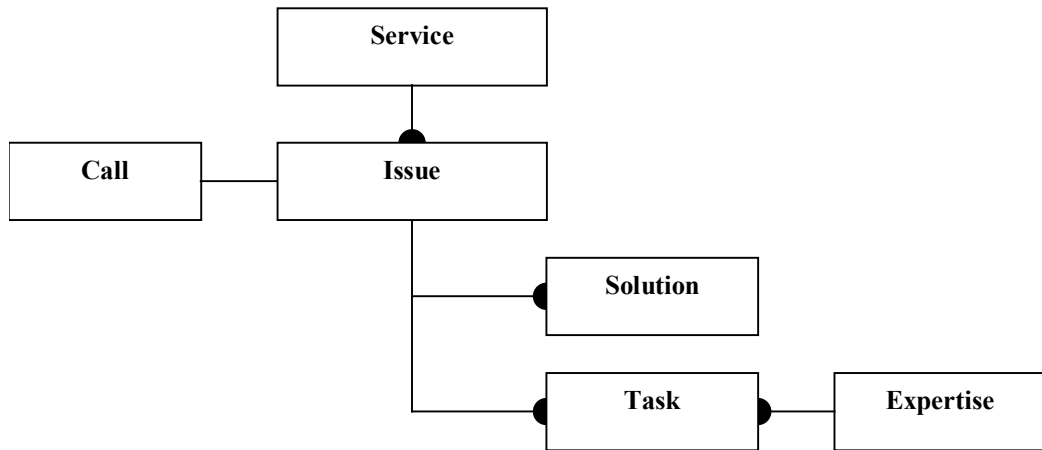 Service
Call
Issue
Solution
Task
Expertise